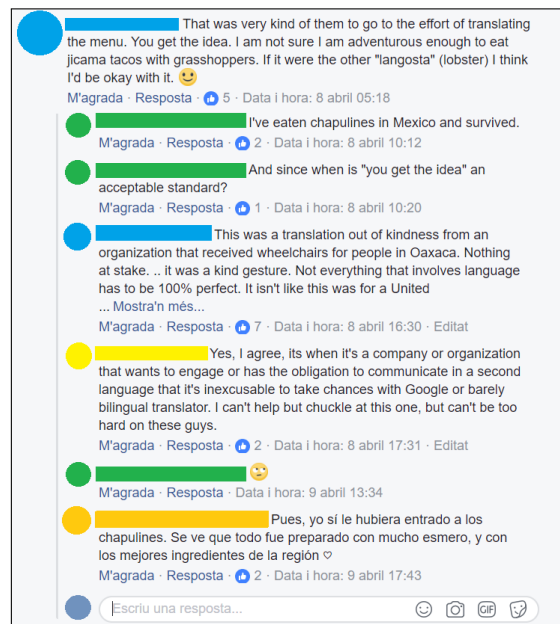 That was very kind of them to go to the effort of translating
the menu. You get the idea. I am not sure I am adventurous enough to eat
jicama tacos with grasshoppers. If it were the other "langosta" (lobster) I think
I'd be okay with it. 🙂
M'agrada · Resposta · 5 · Data i hora: 8 abril 05:18
I've eaten chapulines in Mexico and survived.
M'agrada · Resposta · 2 · Data i hora: 8 abril 10:12
And since when is "you get the idea" an
acceptable standard?
M'agrada · Resposta · 1 · Data i hora: 8 abril 10:20
This was a translation out of kindness from an
organization that received wheelchairs for people in Oaxaca. Nothing
at stake. .. it was a kind gesture. Not everything that involves language
has to be 100% perfect. It isn't like this was for a United
... Mostra'n més...
M'agrada · Resposta · 7 · Data i hora: 8 abril 16:30 · Editat
Yes, I agree, its when it's a company or organization
that wants to engage or has the obligation to communicate in a second
language that it's inexcusable to take chances with Google or barely
bilingual translator. I can't help but chuckle at this one, but can't be too
hard on these guys.
M'agrada · Resposta · 2 · Data i hora: 8 abril 17:31 · Editat
🙄
M'agrada · Resposta · Data i hora: 9 abril 13:34
Pues, yo sí le hubiera entrado a los
chapulines. Se ve que todo fue preparado con mucho esmero, y con
los mejores ingredientes de la región ♡
M'agrada · Resposta · 2 · Data i hora: 9 abril 17:43
Escriu una resposta...
GIF